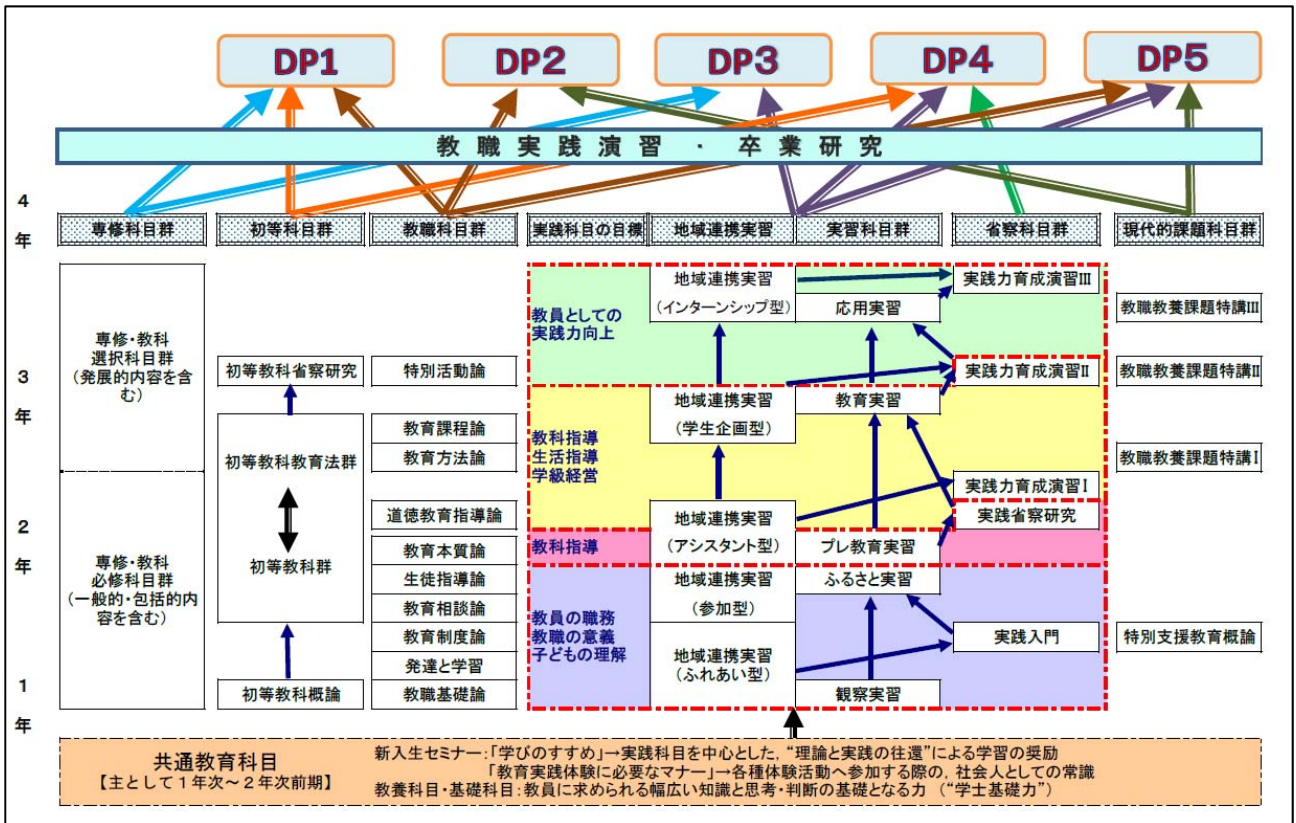 DP1
DP2
DP3
DP4
DP5
教職実践演習・卒業研究
4
年
3
年
2
年
1
年
専修科目群
初等科目群
教職科目群
実践科目の目標
地域連携実習
実習科目群
省察科目群
現代的課題科目群
専修・教科
選択科目群
(発展的内容を含
む)
専修・教科
必修科目群
(一般的・包括的内
容を含む)
初等教科省察研究
初等教科教育法群
初等教科群
初等教科概論
特別活動論
教育課程論
教育方法論
道徳教育指導論
教育本質論
生徒指導論
教育相談論
教育制度論
発達と学習
教職基礎論
教員としての
実践力向上
教科指導
生活指導
学級経営
教科指導
教員の職務
教職の意義
子どもの理解
地域連携実習
(インターンシップ型)
地域連携実習
(学生企画型)
地域連携実習
(アシスタント型)
地域連携実習
(参加型)
地域連携実習
(ふれあい型)
応用実習
教育実習
プレ教育実習
ふるさと実習
観察実習
実践力育成演習Ⅲ
実践力育成演習Ⅱ
実践力育成演習Ⅰ
実践省察研究
実践入門
教職教養課題特講Ⅲ
教職教養課題特講Ⅱ
教職教養課題特講Ⅰ
特別支援教育概論
共通教育科目
【主として1年次～2年次前期】
新入生セミナー:「学びのすすめ」→実践科目を中心とした,“理論と実践の往還”による学習の奨励
「教育実践体験に必要なマナー」→各種体験活動へ参加する際の,社会人としての常識
教養科目・基礎科目:教員に求められる幅広い知識と思考・判断の基礎となる力 (“学士基礎力”)